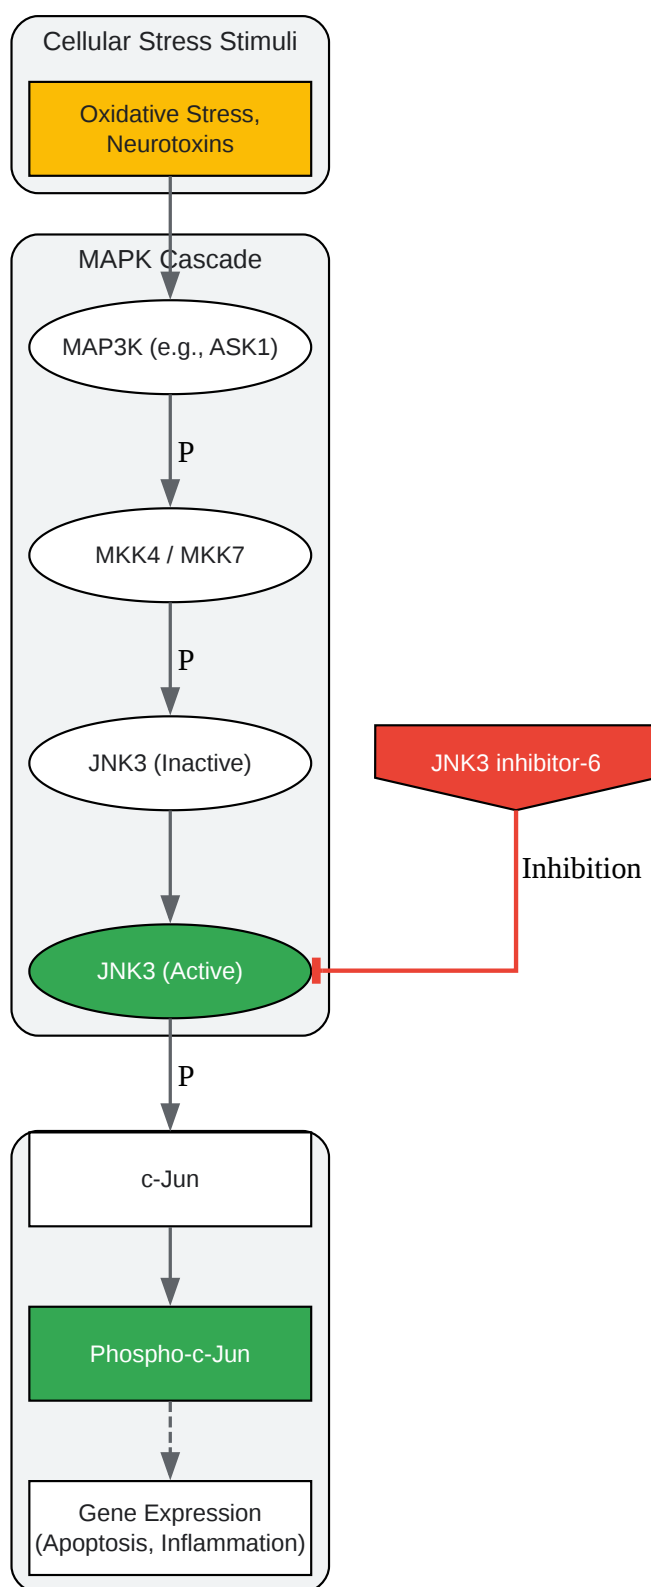 Cellular Stress Stimuli
Oxidative Stress,
Neurotoxins
MAPK Cascade
MAP3K (e.g., ASK1)
P
MKK4 / MKK7
P
JNK3 (Inactive)
JNK3 inhibitor-6
Inhibition
JNK3 (Active)
P
c-Jun
Phospho-c-Jun
Gene Expression
(Apoptosis, Inflammation)